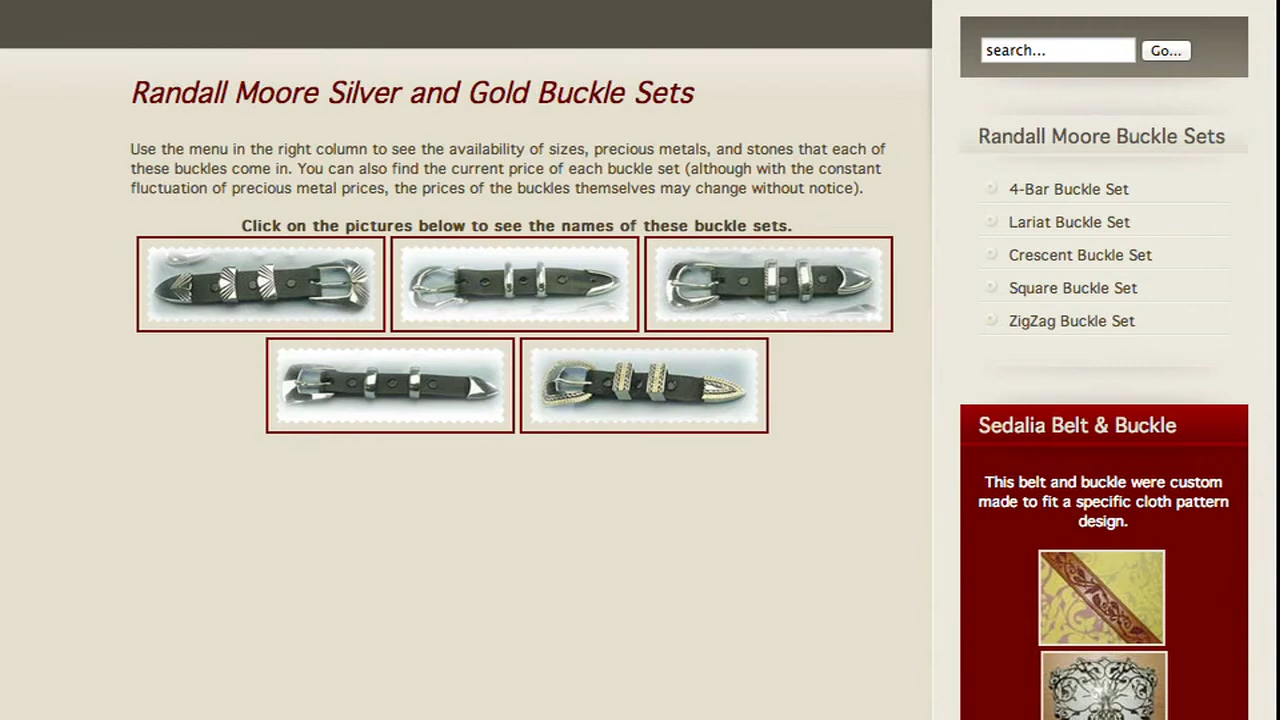 search...
Go...
Randall Moore Silver and Gold Buckle Sets
Use the menu in the right column to see the availability of sizes, precious metals, and stones that each of
these buckles come in. You can also find the current price of each buckle set (although with the constant
fluctuation of precious metal prices, the prices of the buckles themselves may change without notice).
Click on the pictures below to see the names of these buckle sets.
Randall Moore Buckle Sets
4-Bar Buckle Set
Lariat Buckle Set
Crescent Buckle Set
Square Buckle Set
ZigZag Buckle Set
Sedalia Belt & Buckle
This belt and buckle were custom
made to fit a specific cloth pattern
design.